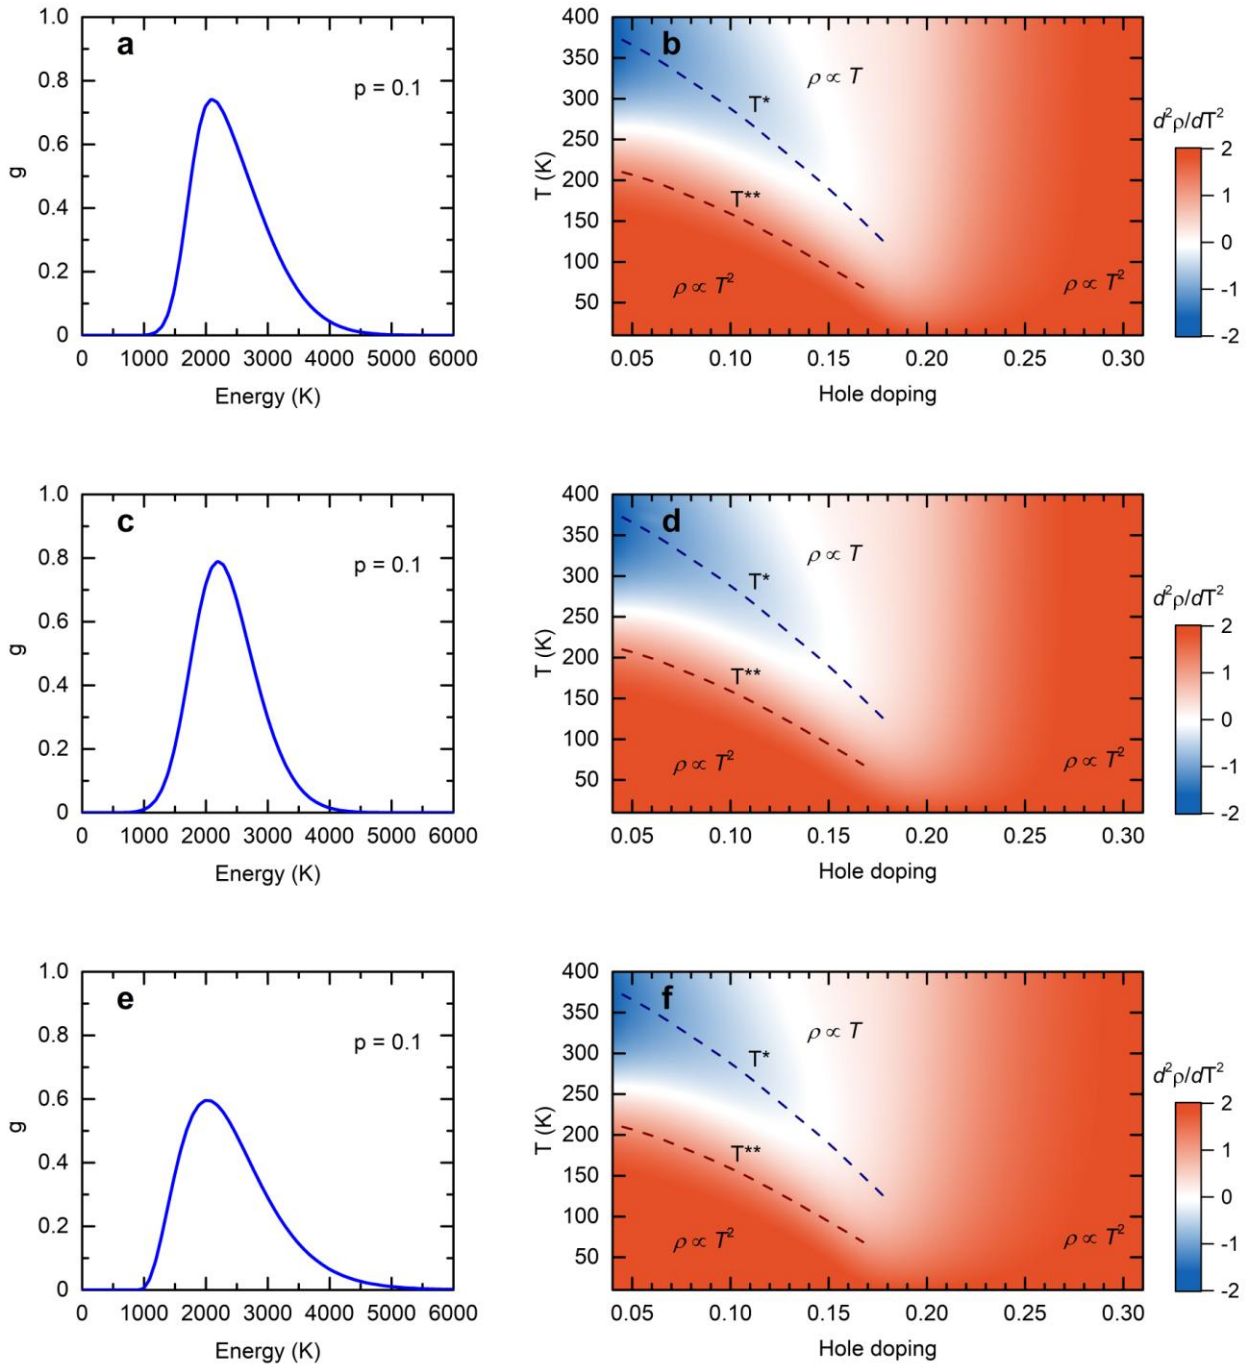 a
p = 0.1
g
1.0
0.8
0.6
0.4
0.2
0
0 1000 2000 3000 4000 5000 6000
Energy (K)
b
ρ ∝ T
T*
T**
ρ ∝ T²
ρ ∝ T²
T (K)
400
350
300
250
200
150
100
50
0.05 0.10 0.15 0.20 0.25 0.30
Hole doping
d²ρ/dT²
2
1
0
-1
-2
c
p = 0.1
g
1.0
0.8
0.6
0.4
0.2
0
0 1000 2000 3000 4000 5000 6000
Energy (K)
d
ρ ∝ T
T*
T**
ρ ∝ T²
ρ ∝ T²
T (K)
400
350
300
250
200
150
100
50
0.05 0.10 0.15 0.20 0.25 0.30
Hole doping
d²ρ/dT²
2
1
0
-1
-2
e
p = 0.1
g
1.0
0.8
0.6
0.4
0.2
0
0 1000 2000 3000 4000 5000 6000
Energy (K)
f
ρ ∝ T
T*
T**
ρ ∝ T²
ρ ∝ T²
T (K)
400
350
300
250
200
150
100
50
0.05 0.10 0.15 0.20 0.25 0.30
Hole doping
d²ρ/dT²
2
1
0
-1
-2